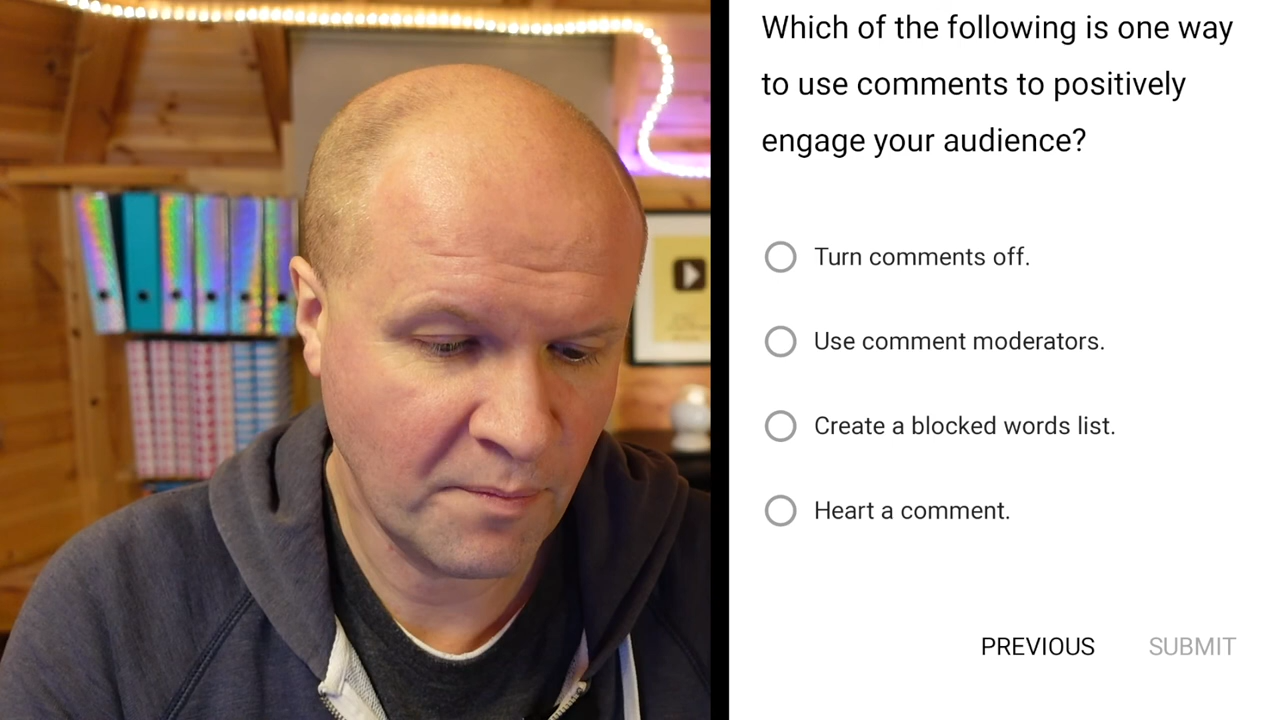 Which of the following is one way
to use comments to positively
engage your audience?
Turn comments off.
Use comment moderators.
Create a blocked words list.
Heart a comment.
PREVIOUS
SUBMIT